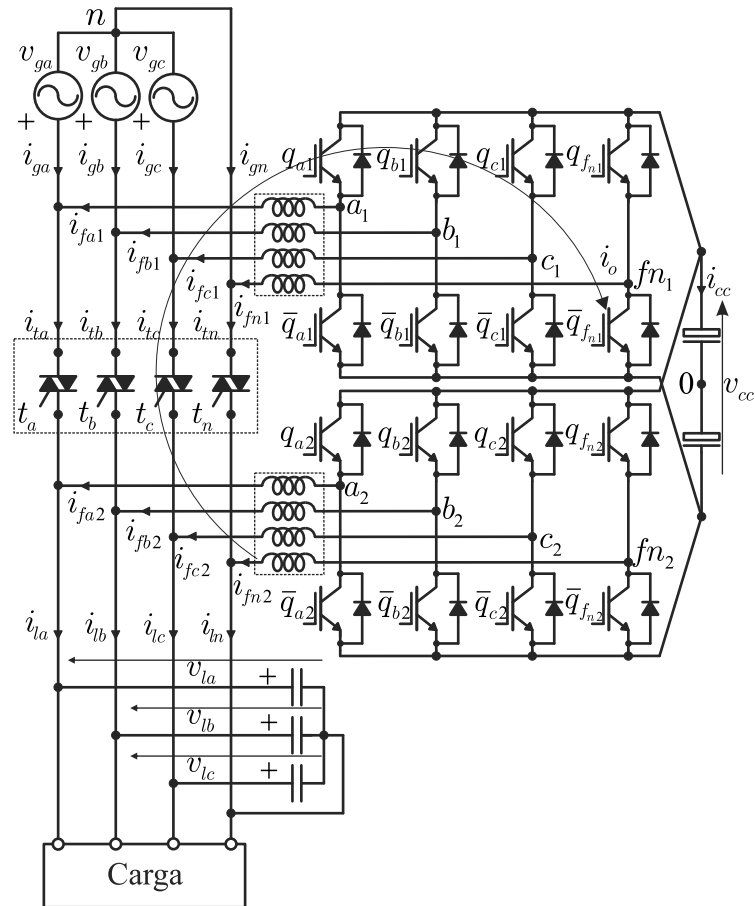 n
v_ga v_gb v_gc
+ + +
i_ga i_gb i_gc i_gn
q_a1 q_b1 q_c1 q_fn1
a_1
i_fa1
b_1
i_fb1
c_1
i_o
i_fc1
fn_1
i_fn1
i_cc
i_ta i_tb i_tc i_tn
q̅_a1 q̅_b1 q̅_c1 q̅_fn1
0
v_cc
t_a t_b t_c t_n
q_a2 q_b2 q_c2 q_fn2
a_2
i_fa2
b_2
i_fb2
c_2
i_fc2
fn_2
i_fn2
q̅_a2 q̅_b2 q̅_c2 q̅_fn2
i_la i_lb i_lc i_ln
v_la +
v_lb +
v_lc +
Carga